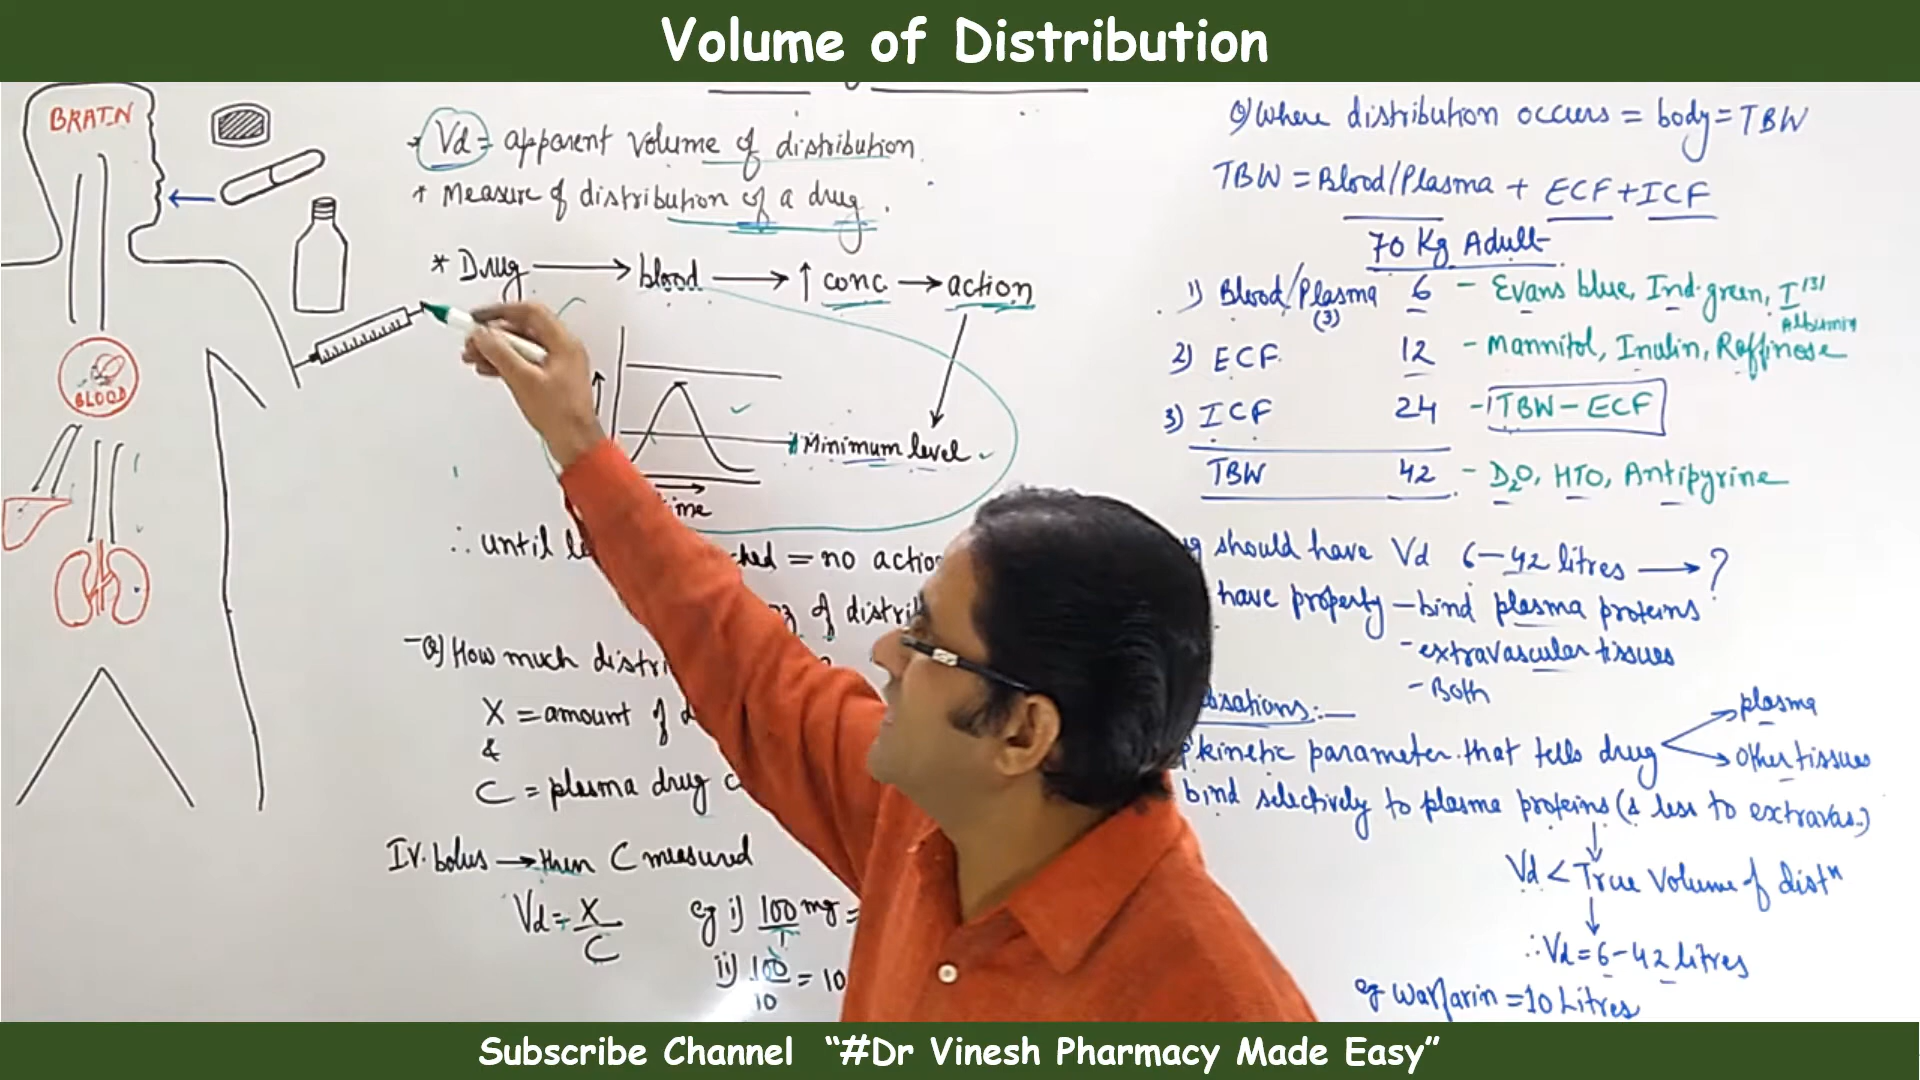 Volume of Distribution
BRAIN
BLOOD
Vd = apparent volume of distribution.
* Measure of distribution of a drug.
* Drug → blood → ↑ conc → action
Minimum level
∴ until = no action
of
-Q) How much
X = amount of
&
C = plasma drug
I.V. bolus → then C measured
Vd = X/C eg i) 100/1 mg =
ii) 100/10 = 10
Q) Where distribution occurs = body = TBW
TBW = Blood/Plasma + ECF + ICF
70 Kg Adult
1) Blood/Plasma 6 - Evans blue, Ind. green, I 131
(3) Albumin
2) ECF 12 - Mannitol, Inulin, Raffinose
3) ICF 24 - TBW - ECF
TBW 42 - D2O, HTO, Antipyrine
should have Vd 6-42 litres → ?
have property - bind plasma proteins
- extravascular tissues
- Both
plasma
kinetic parameter that tells drug
other tissues
bind selectively to plasma proteins (& less to extravas.)
↓
Vd < True Volume of distn
↓
∴ Vd = 6-42 litres
eg Warfarin = 10 Litres
Subscribe Channel “#Dr Vinesh Pharmacy Made Easy”